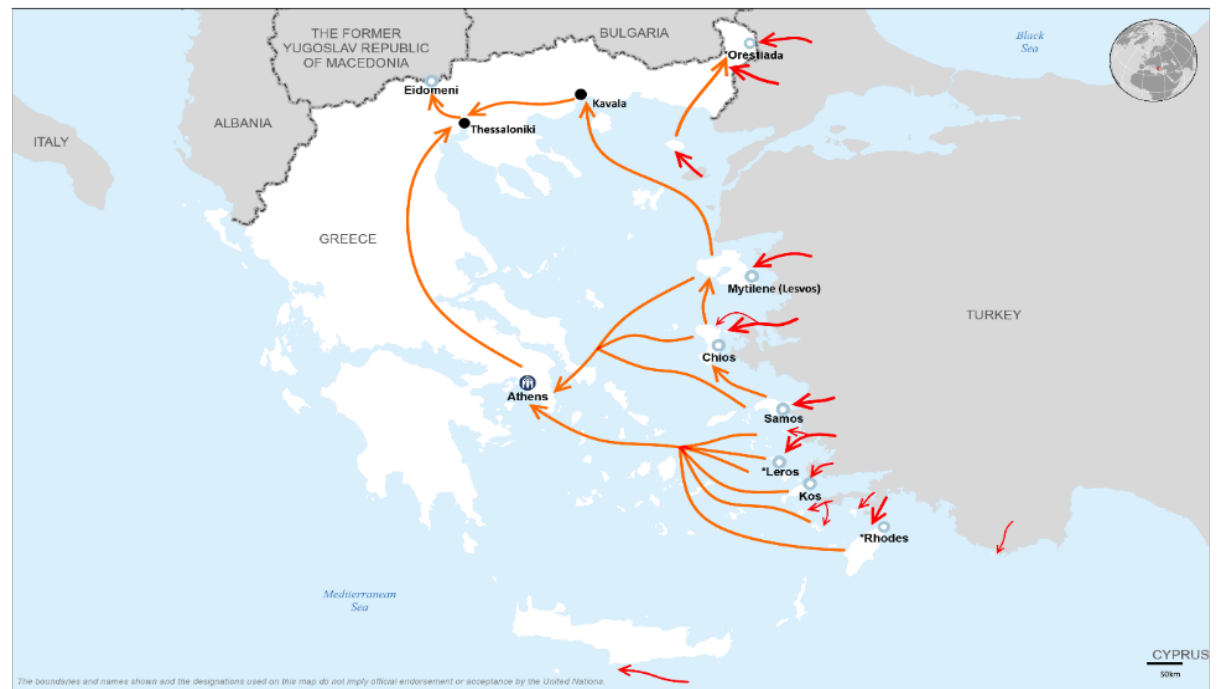 THE FORMER
YUGOSLAV REPUBLIC
OF MACEDONIA
BULGARIA
Black
Sea
*Orestiada
Eidomeni
Kavala
ALBANIA
Thessaloniki
ITALY
GREECE
Mytilene (Lesvos)
TURKEY
Chios
Athens
Samos
*Leros
Kos
*Rhodes
Mediterranean
Sea
CYPRUS
50km
The boundaries and names shown and the designations used on this map do not imply official endorsement or acceptance by the United Nations.